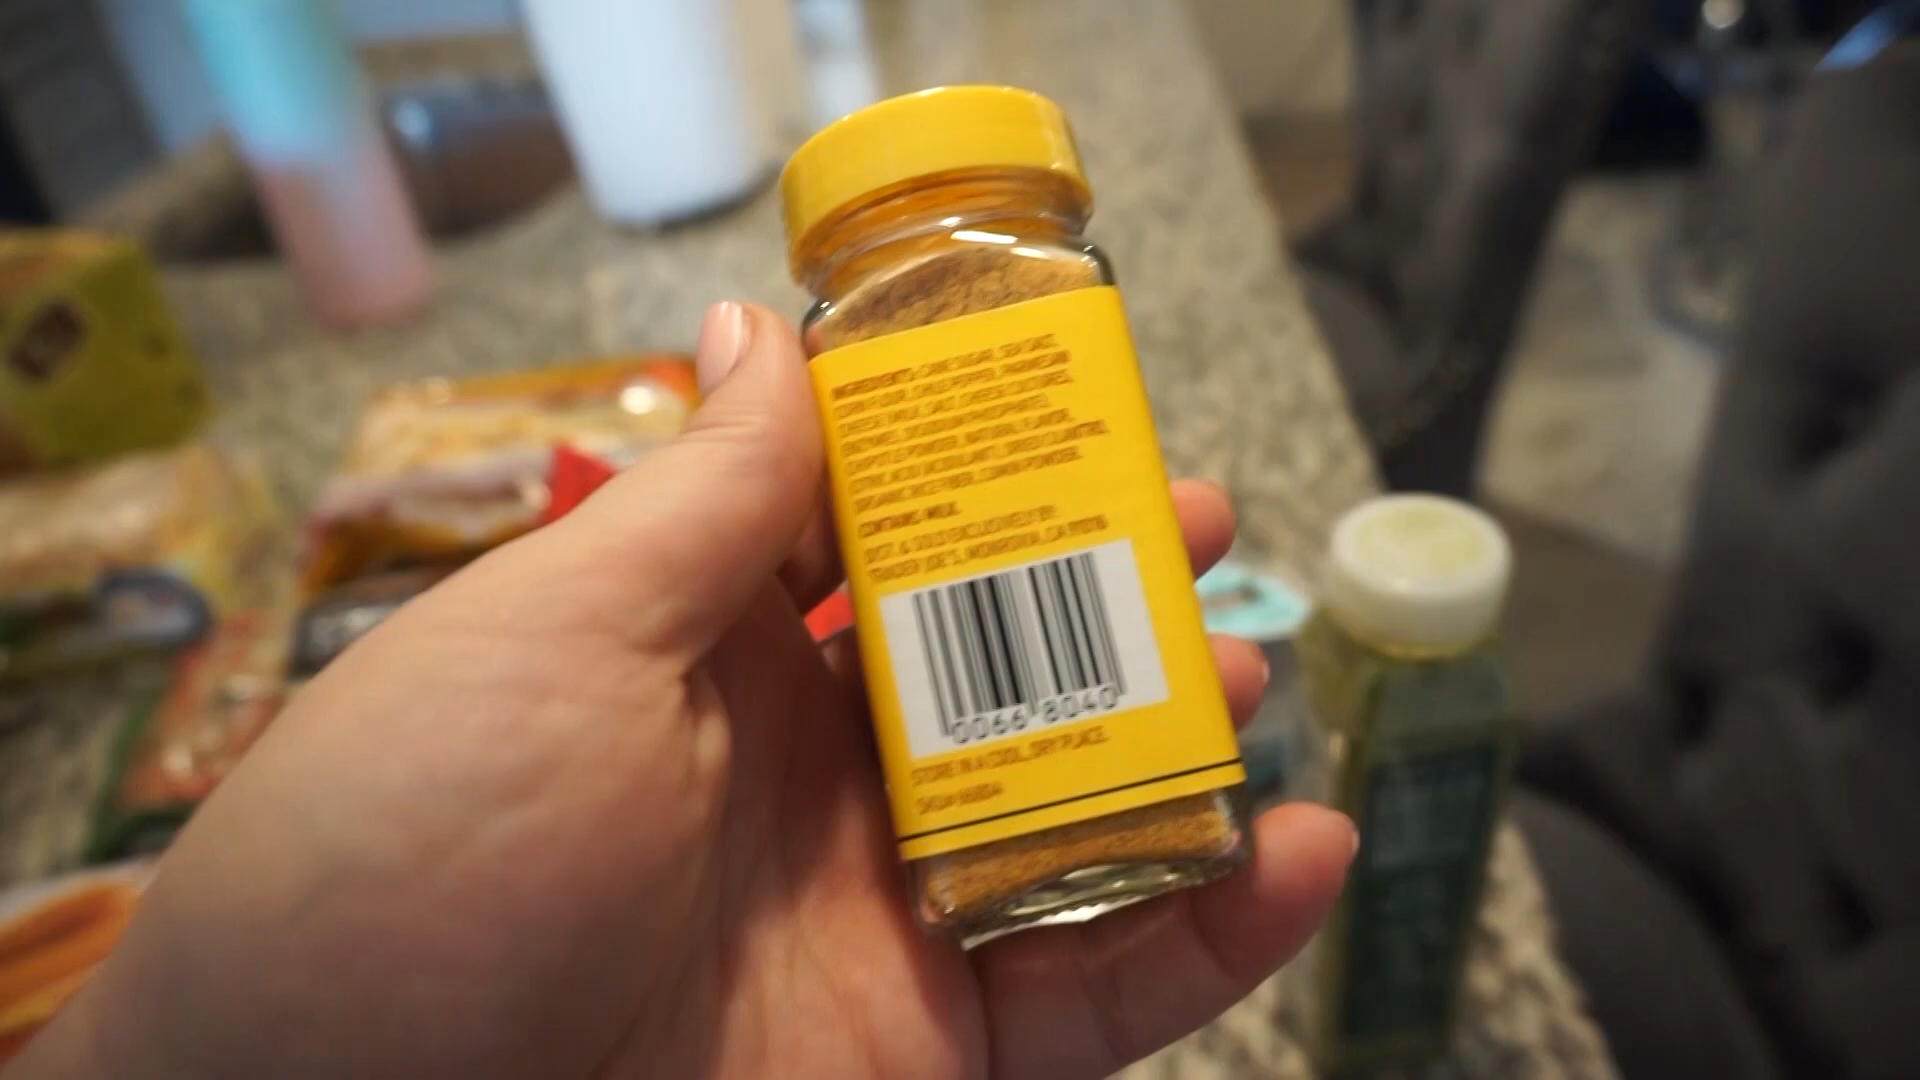 INGREDIENTS: CANE SUGAR, SEA SALT,
CORN FLOUR, CHILE PEPPER, PARMESAN
CHEESE (MILK, SALT, CHEESE CULTURES,
ENZYMES, DISODIUM PHOSPHATE),
CHIPOTLE POWDER, NATURAL FLAVOR,
CITRIC ACID (ACIDULANT), DRIED CILANTRO,
ORGANIC RICE FIBER, CUMIN POWDER.
CONTAINS MILK.
DIST. & SOLD EXCLUSIVELY BY:
TRADER JOE'S, MONROVIA, CA 91016
0066 8040
STORE IN A COOL, DRY PLACE.
SKU#